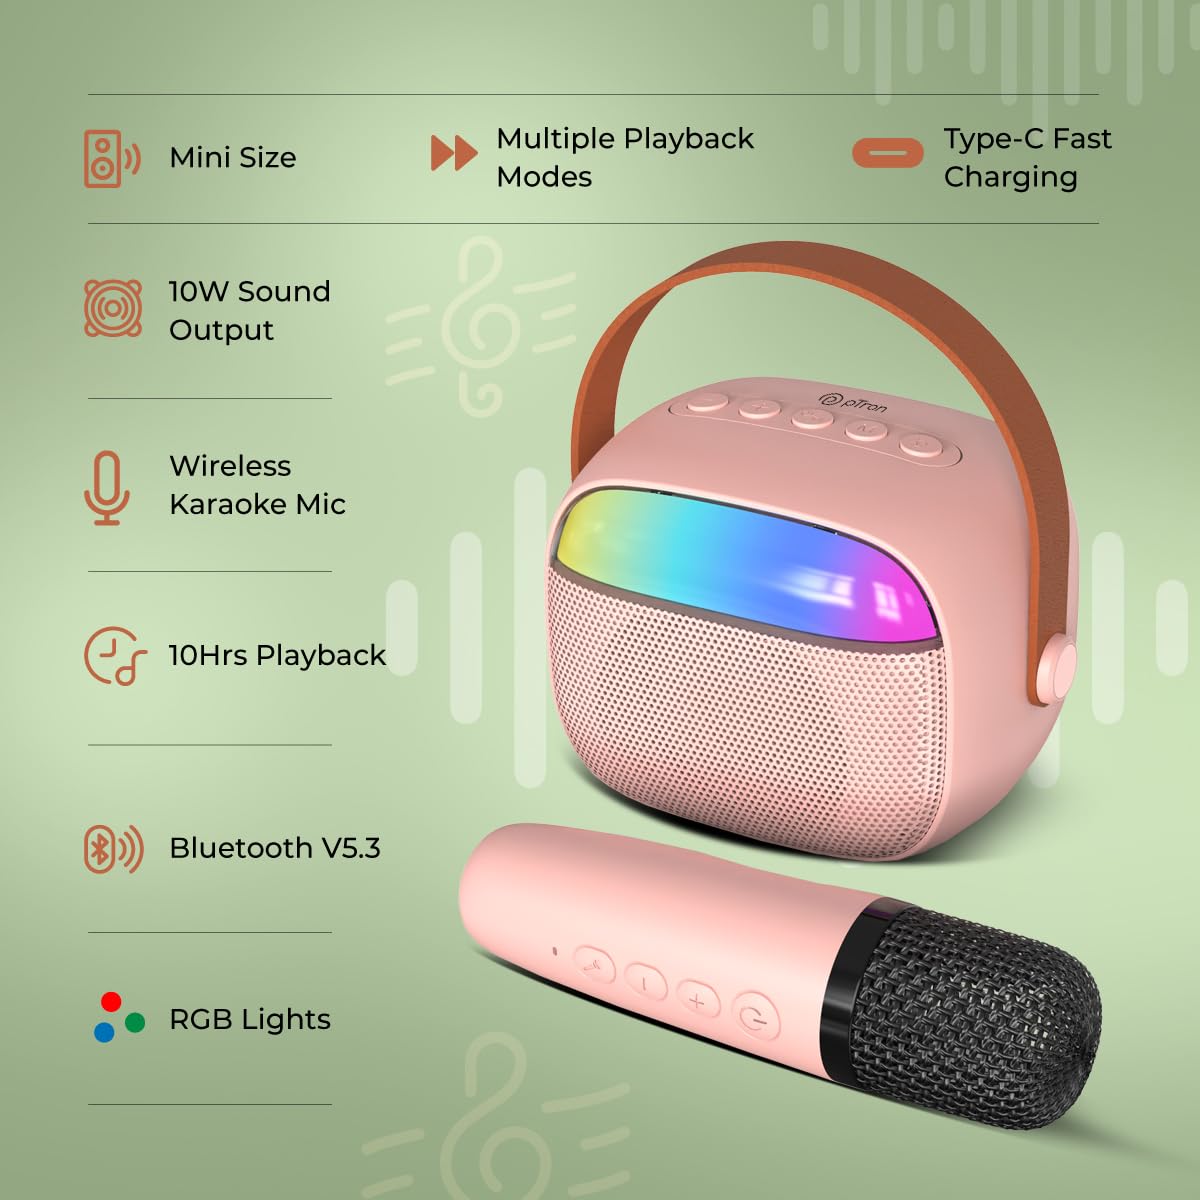 Mini Size
Multiple Playback
Modes
Type-C Fast
Charging
10W Sound
Output
pTron
Wireless
Karaoke Mic
10Hrs Playback
Bluetooth V5.3
RGB Lights